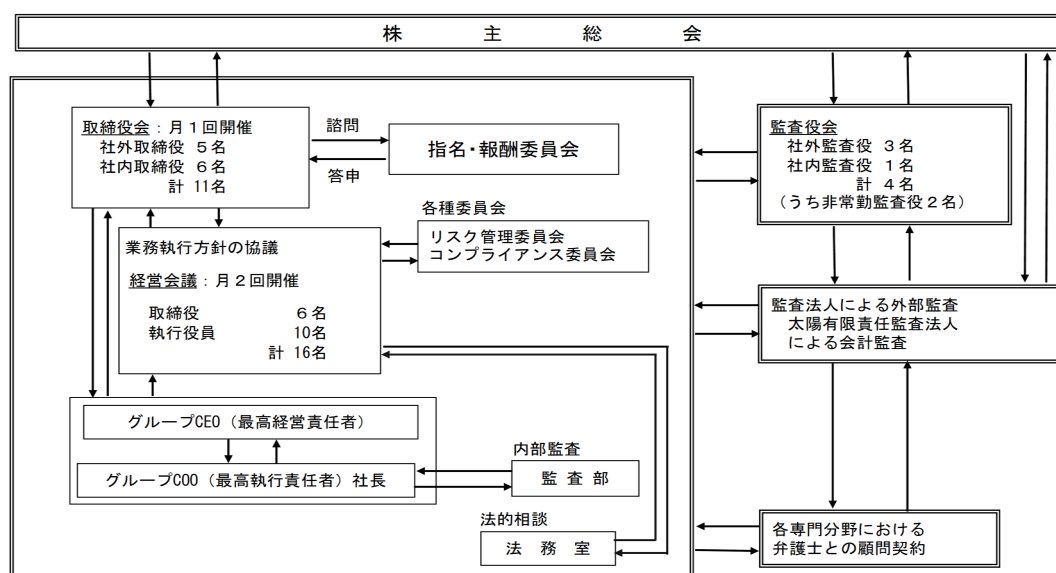 株主総会
取締役会：月１回開催
社外取締役 ５名
社内取締役 ６名
計 11名
諮問
答申
指名・報酬委員会
各種委員会
リスク管理委員会
コンプライアンス委員会
業務執行方針の協議
経営会議：月２回開催
取締役 ６名
執行役員 10名
計 16名
グループCEO（最高経営責任者）
グループCOO（最高執行責任者）社長
内部監査
監査部
法的相談
法務室
監査役会
社外監査役 ３名
社内監査役 １名
計 ４名
（うち非常勤監査役２名）
監査法人による外部監査
太陽有限責任監査法人
による会計監査
各専門分野における
弁護士との顧問契約